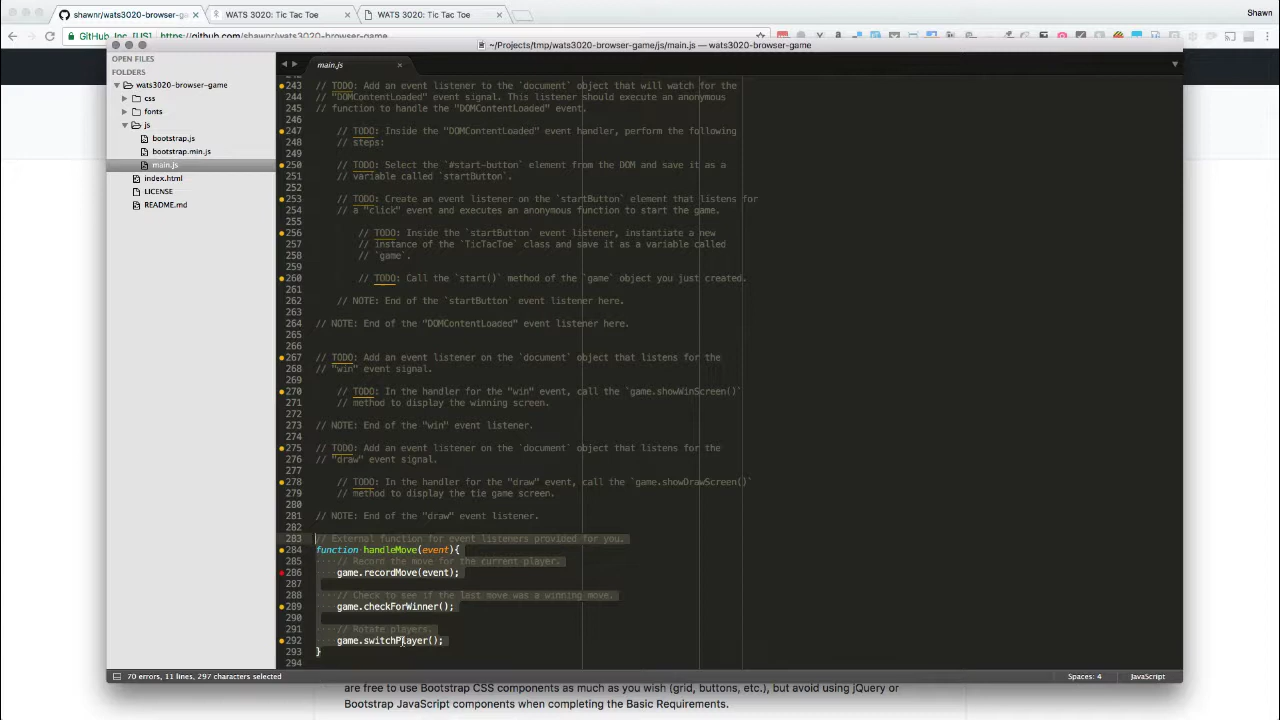 shawnr/wats3020-browser-ga
WATS 3020: Tic Tac Toe
WATS 3020: Tic Tac Toe
Shawn
GitHub, Inc. [US]
https://github.com/shawnr/wats3020-browser-game
~/Projects/tmp/wats3020-browser-game/js/main.js — wats3020-browser-game
OPEN FILES
FOLDERS
wats3020-browser-game
css
fonts
js
bootstrap.js
bootstrap.min.js
main.js
index.html
LICENSE
README.md
main.js
243 // TODO: Add an event listener to the `document` object that will watch for the
244 // "DOMContentLoaded" event signal. This listener should execute an anonymous
245 // function to handle the "DOMContentLoaded" event.
246
247 // TODO: Inside the "DOMContentLoaded" event handler, perform the following
248 // steps:
249
250 // TODO: Select the `#start-button` element from the DOM and save it as a
251 // variable called `startButton`.
252
253 // TODO: Create an event listener on the `startButton` element that listens for
254 // a "click" event and executes an anonymous function to start the game.
255
256 // TODO: Inside the `startButton` event listener, instantiate a new
257 // instance of the `TicTacToe` class and save it as a variable called
258 // `game`.
259
260 // TODO: Call the `start()` method of the `game` object you just created.
261
262 // NOTE: End of the `startButton` event listener here.
263
264 // NOTE: End of the "DOMContentLoaded" event listener here.
265
266
267 // TODO: Add an event listener on the `document` object that listens for the
268 // "win" event signal.
269
270 // TODO: In the handler for the "win" event, call the `game.showWinScreen()`
271 // method to display the winning screen.
272
273 // NOTE: End of the "win" event listener.
274
275 // TODO: Add an event listener on the `document` object that listens for the
276 // "draw" event signal.
277
278 // TODO: In the handler for the "draw" event, call the `game.showDrawScreen()`
279 // method to display the tie game screen.
280
281 // NOTE: End of the "draw" event listener.
282
283 // External function for event listeners provided for you.
284 function handleMove(event){
285 // Record the move for the current player.
286 game.recordMove(event);
287
288 // Check to see if the last move was a winning move.
289 game.checkForWinner();
290
291 // Rotate players.
292 game.switchPlayer();
293 }
294
70 errors, 11 lines, 297 characters selected
Spaces: 4
JavaScript
are free to use Bootstrap CSS components as much as you wish (grid, buttons, etc.), but avoid using jQuery or
Bootstrap JavaScript components when completing the Basic Requirements.